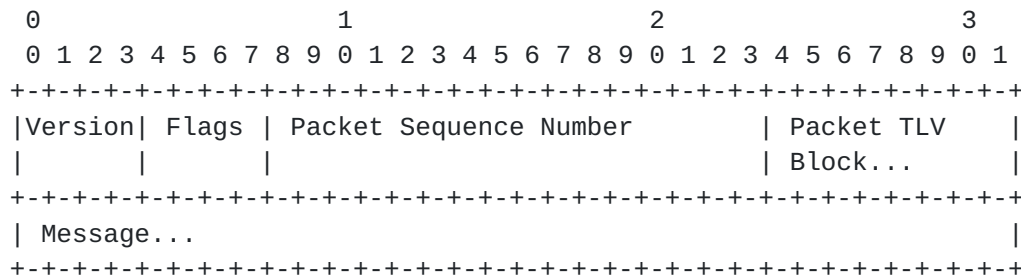 0                   1                   2                   3
 0 1 2 3 4 5 6 7 8 9 0 1 2 3 4 5 6 7 8 9 0 1 2 3 4 5 6 7 8 9 0 1
+-+-+-+-+-+-+-+-+-+-+-+-+-+-+-+-+-+-+-+-+-+-+-+-+-+-+-+-+-+-+-+-+
|Version| Flags | Packet Sequence Number        | Packet TLV    |
|       |       |                               | Block...      |
+-+-+-+-+-+-+-+-+-+-+-+-+-+-+-+-+-+-+-+-+-+-+-+-+-+-+-+-+-+-+-+-+
| Message...                                                    |
+-+-+-+-+-+-+-+-+-+-+-+-+-+-+-+-+-+-+-+-+-+-+-+-+-+-+-+-+-+-+-+-+